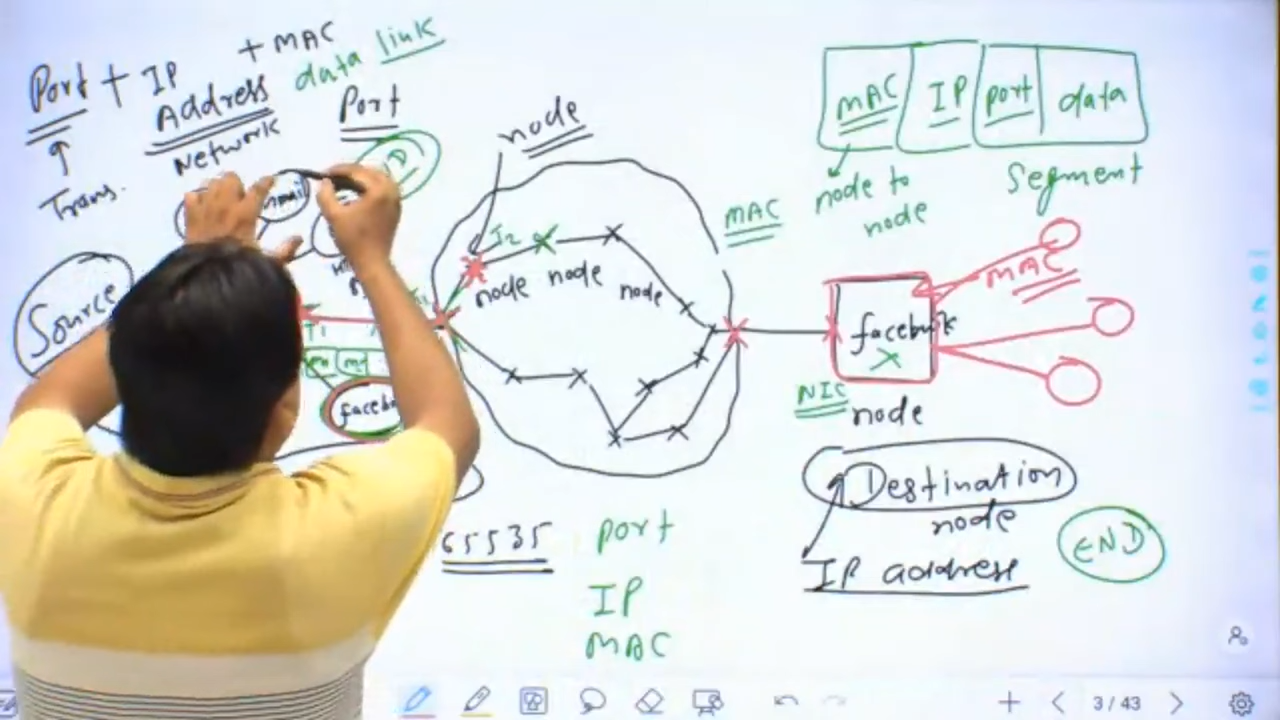 + MAC
Port + IP
Address
data link
Network
Trans.
Port
node
MAC IP port data
node to
node
Segment
MAC
MAC
Source
I2
node node node
T1
facebook
NIC
node
Destination
node
IP address
END
65535
port
IP
MAC
3 / 43